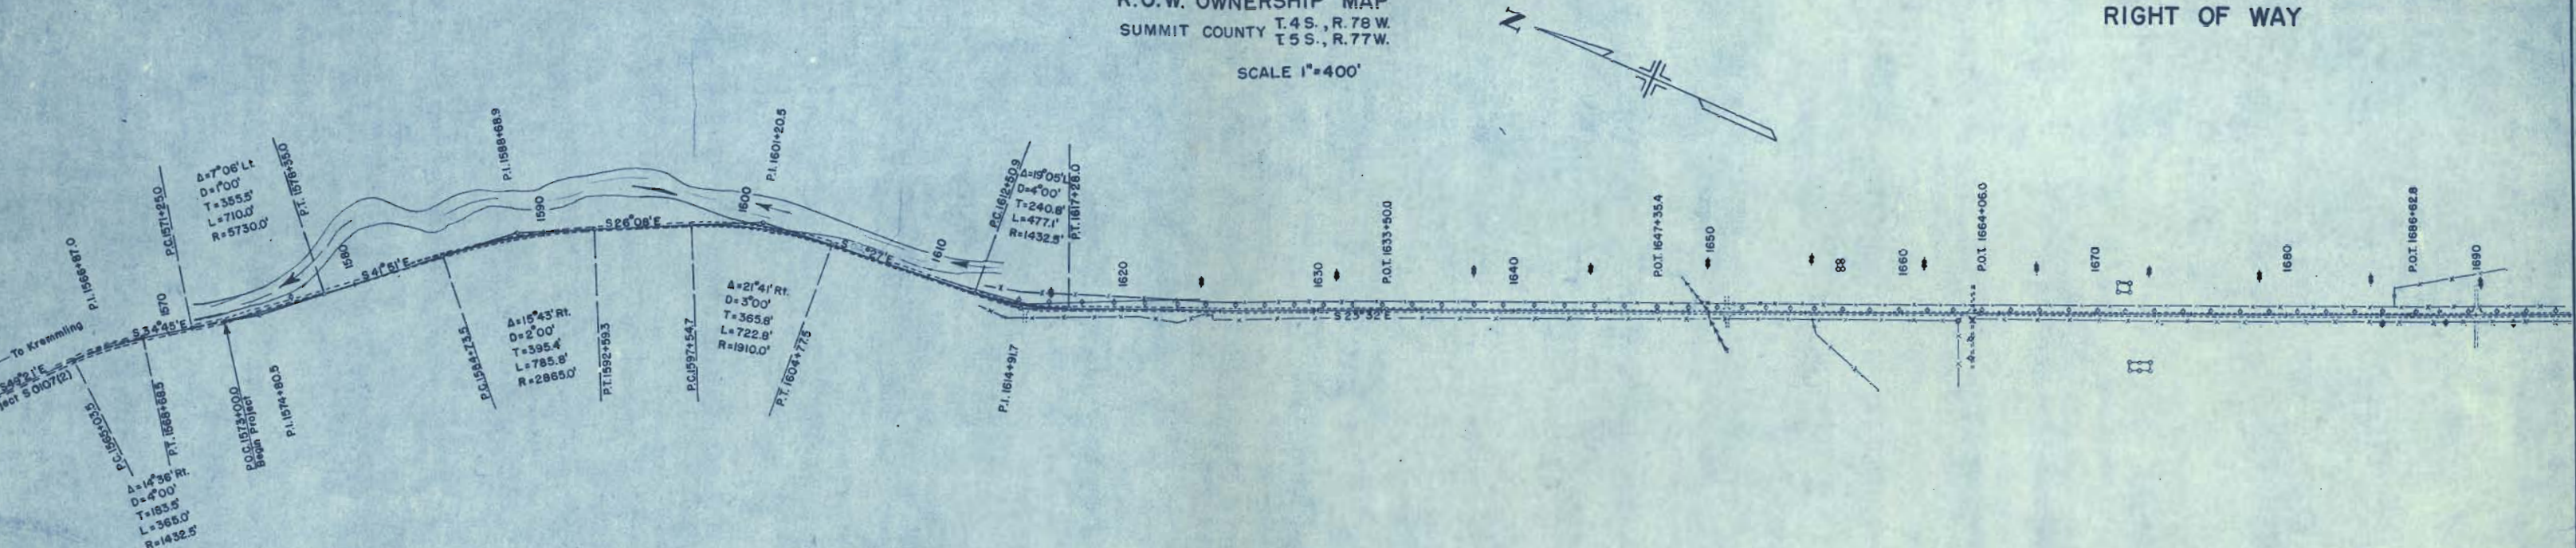 R.O.W. OWNERSHIP MAP
SUMMIT COUNTY T.4 S., R.78 W.
T.5 S., R.77 W.
SCALE 1"=400'
N
RIGHT OF WAY
To Kremmling
S 0107(2)
P.I. 1566+87.0
1570
S 34°45' E
P.C. 1571+25.0
Δ=7°06' Lt.
D=1°00'
T=355.5'
L=710.0'
R=5730.0'
P.T. 1578+35.0
1580
S 41°51' E
P.I. 1588+68.9
1590
S 26°08' E
1600
P.I. 1601+20.5
27' E
1610
P.C. 1612+50.9
Δ=19°05'
D=4°00'
T=240.8'
L=477.1'
R=1432.5'
P.T. 1617+28.0
1620
1630
P.O.T. 1633+50.0
1640
P.O.T. 1647+35.4
1650
1660
P.O.T. 1664+06.0
1670
1680
P.O.T. 1686+62.8
1690
P.C. 1565+03.5
P.T. 1568+68.5
Δ=14°36' Rt.
D=4°00'
T=183.5'
L=365.0'
R=1432.5'
P.O.C. 1573+00.0
Begin Project
P.I. 1574+80.5
P.C. 1584+73.5
Δ=15°43' Rt.
D=2°00'
T=395.4'
L=785.8'
R=2865.0'
P.T. 1592+59.3
P.C. 1597+54.7
Δ=21°41' Rt.
D=3°00'
T=365.8'
L=722.8'
R=1910.0'
P.T. 1604+77.5
P.I. 1614+91.7